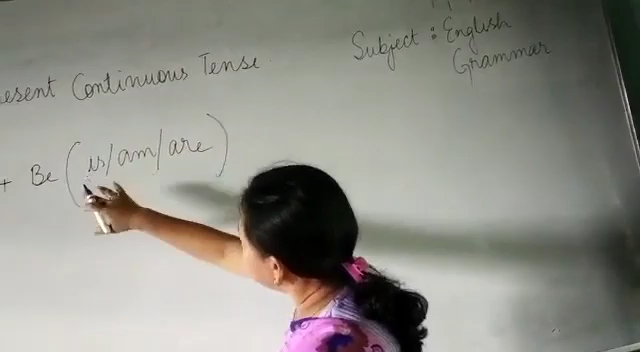 Subject : English
Grammar
esent Continuous Tense
+ Be (is/am/are)